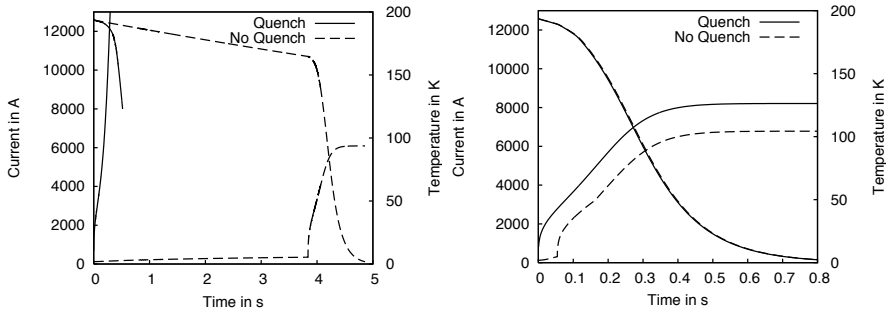 Quench
No Quench
12000
10000
8000
6000
4000
2000
0
Current in A
200
150
100
50
0
Temperature in K
0 1 2 3 4 5
Time in s
Quench
No Quench
12000
10000
8000
6000
4000
2000
0
Current in A
200
150
100
50
0
Temperature in K
0 0.1 0.2 0.3 0.4 0.5 0.6 0.7 0.8
Time in s